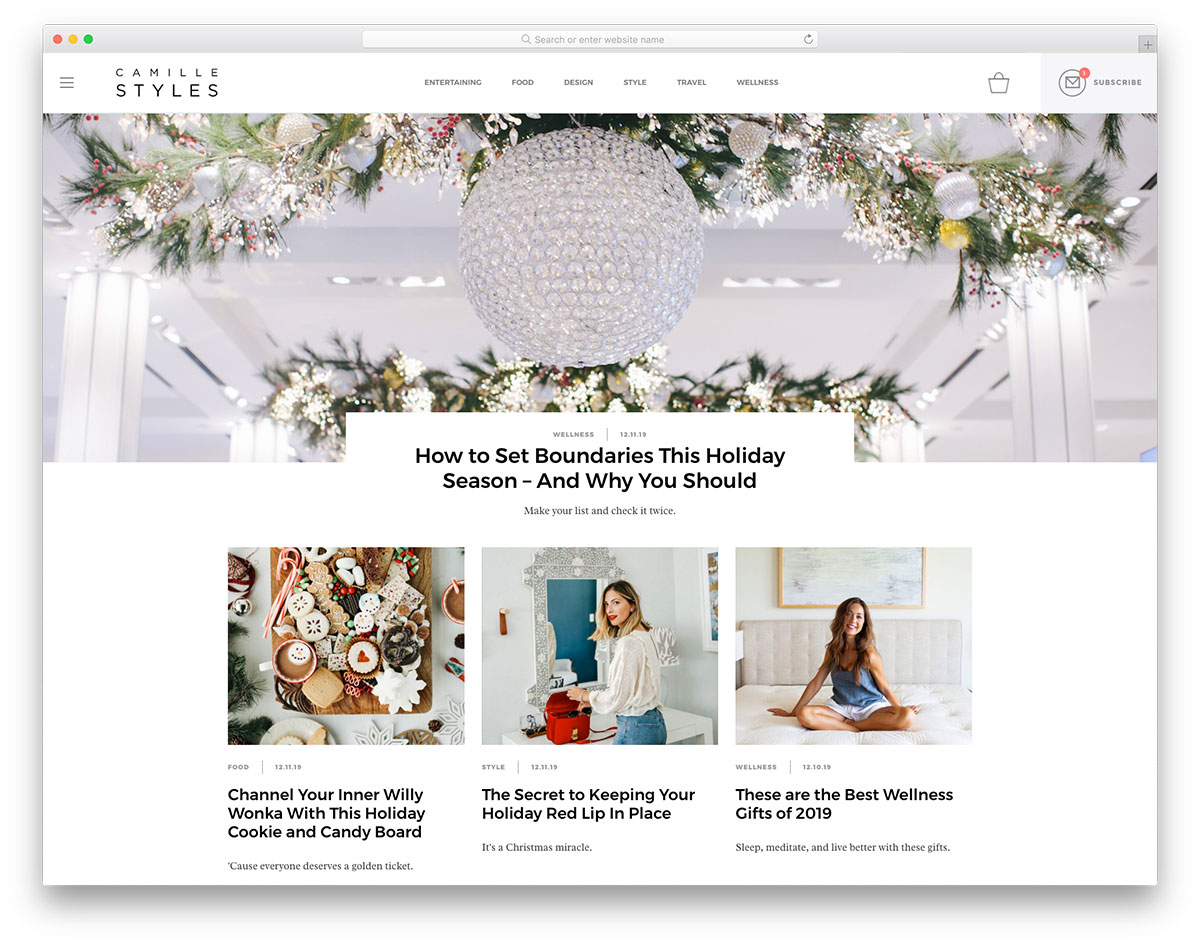 Search or enter website name
CAMILLE
STYLES
ENTERTAINING FOOD DESIGN STYLE TRAVEL WELLNESS
1
SUBSCRIBE
WELLNESS 12.11.19
How to Set Boundaries This Holiday
Season – And Why You Should
Make your list and check it twice.
FOOD 12.11.19
Channel Your Inner Willy
Wonka With This Holiday
Cookie and Candy Board
'Cause everyone deserves a golden ticket.
STYLE 12.11.19
The Secret to Keeping Your
Holiday Red Lip In Place
It's a Christmas miracle.
WELLNESS 12.10.19
These are the Best Wellness
Gifts of 2019
Sleep, meditate, and live better with these gifts.